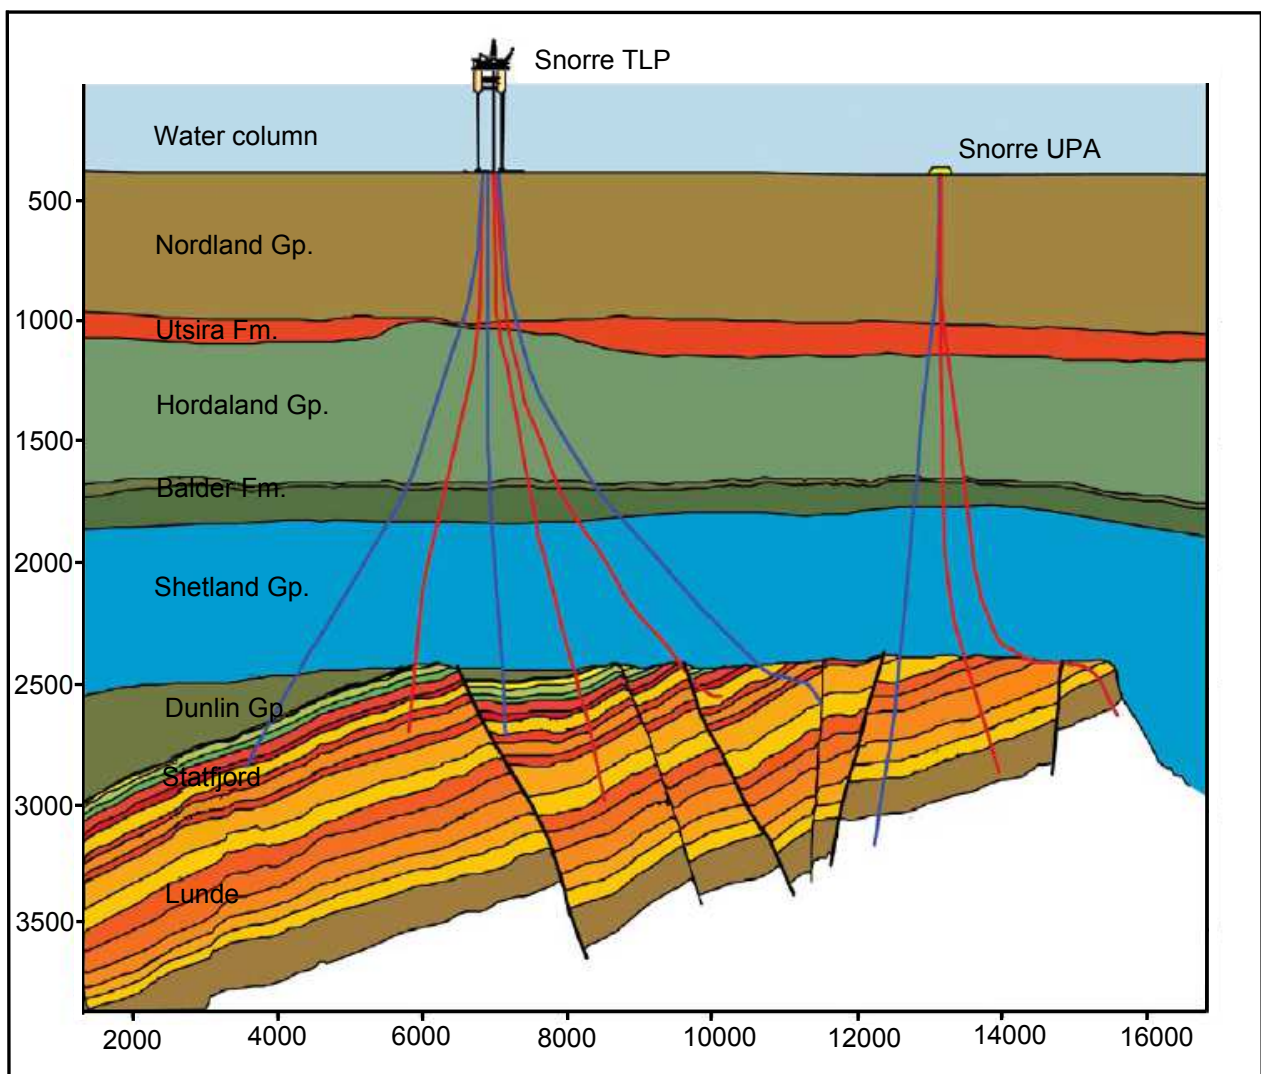 Snorre TLP
Water column
Snorre UPA
500
Nordland Gp.
1000
Utsira Fm.
Hordaland Gp.
1500
Balder Fm.
2000
Shetland Gp.
2500
Dunlin Gp.
Statfjord
3000
Lunde
3500
2000 4000 6000 8000 10000 12000 14000 16000